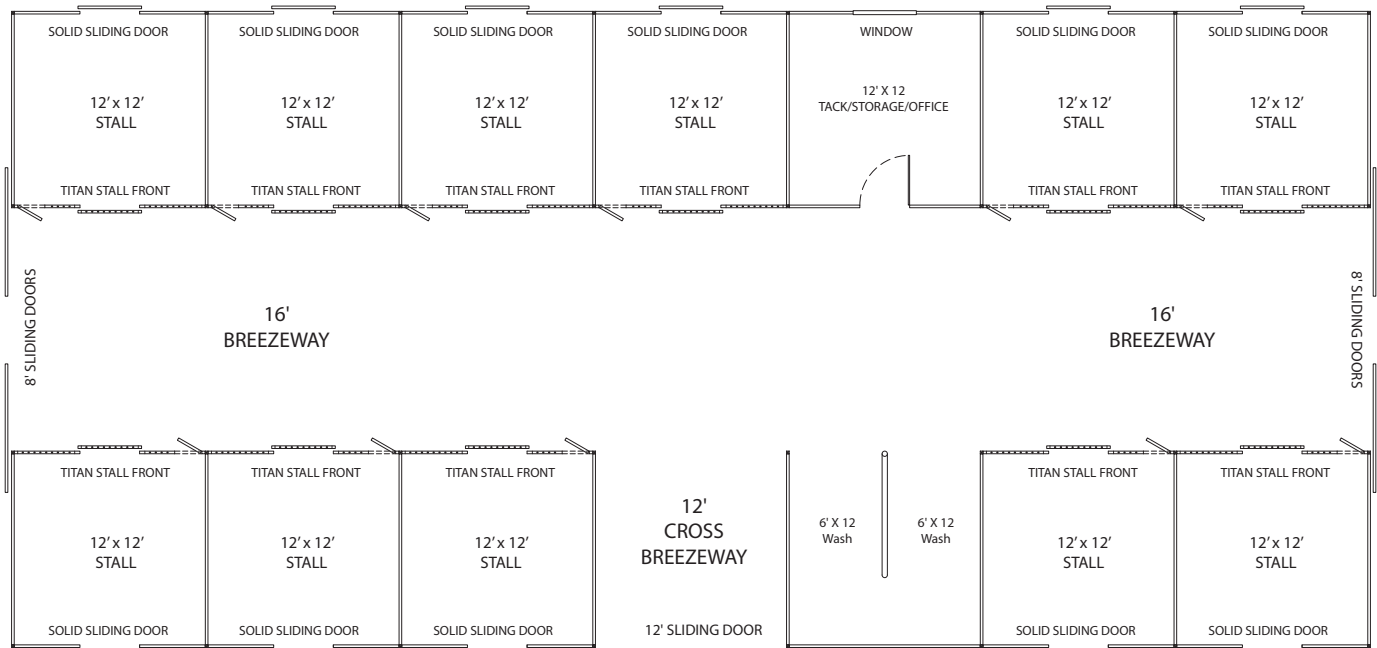 SOLID SLIDING DOOR
SOLID SLIDING DOOR
SOLID SLIDING DOOR
SOLID SLIDING DOOR
WINDOW
SOLID SLIDING DOOR
SOLID SLIDING DOOR
12' x 12'
STALL
12' x 12'
STALL
12' x 12'
STALL
12' x 12'
STALL
12' X 12
TACK/STORAGE/OFFICE
12' x 12'
STALL
12' x 12'
STALL
TITAN STALL FRONT
TITAN STALL FRONT
TITAN STALL FRONT
TITAN STALL FRONT
TITAN STALL FRONT
TITAN STALL FRONT
8' SLIDING DOORS
16'
BREEZEWAY
16'
BREEZEWAY
8' SLIDING DOORS
TITAN STALL FRONT
TITAN STALL FRONT
TITAN STALL FRONT
TITAN STALL FRONT
TITAN STALL FRONT
12' x 12'
STALL
12' x 12'
STALL
12' x 12'
STALL
12'
CROSS
BREEZEWAY
6' X 12
Wash
6' X 12
Wash
12' x 12'
STALL
12' x 12'
STALL
SOLID SLIDING DOOR
SOLID SLIDING DOOR
SOLID SLIDING DOOR
12' SLIDING DOOR
SOLID SLIDING DOOR
SOLID SLIDING DOOR